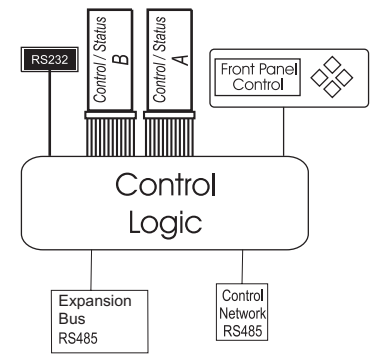 RS232
Control / Status
B
Control / Status
A
Front Panel
Control
Control
Logic
Expansion
Bus
RS485
Control
Network
RS485